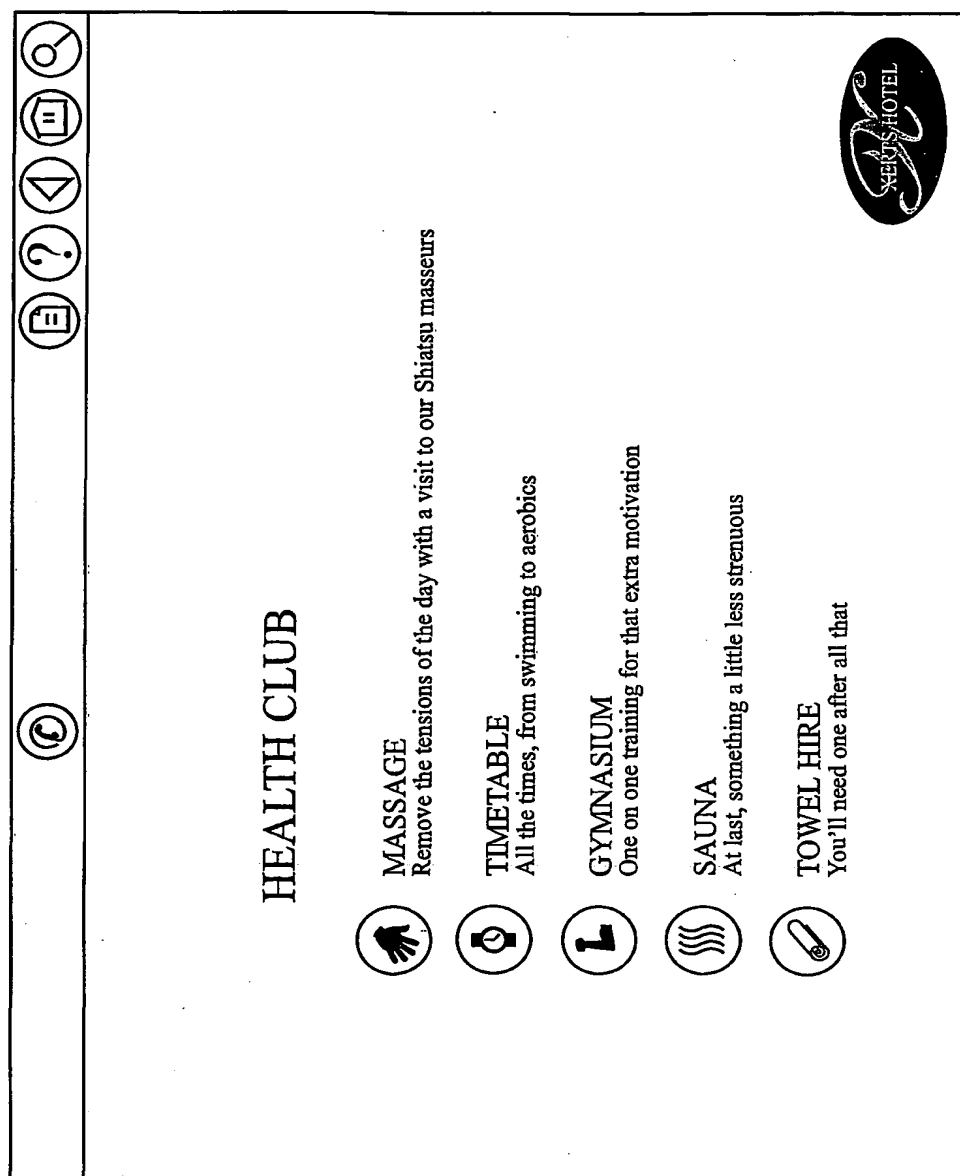 HEALTH CLUB
MASSAGE
Remove the tensions of the day with a visit to our Shiatsu masseurs
TIMETABLE
All the times, from swimming to aerobics
GYMNASIUM
One on one training for that extra motivation
SAUNA
At last, something a little less strenuous
TOWEL HIRE
You'll need one after all that
XERTS HOTEL